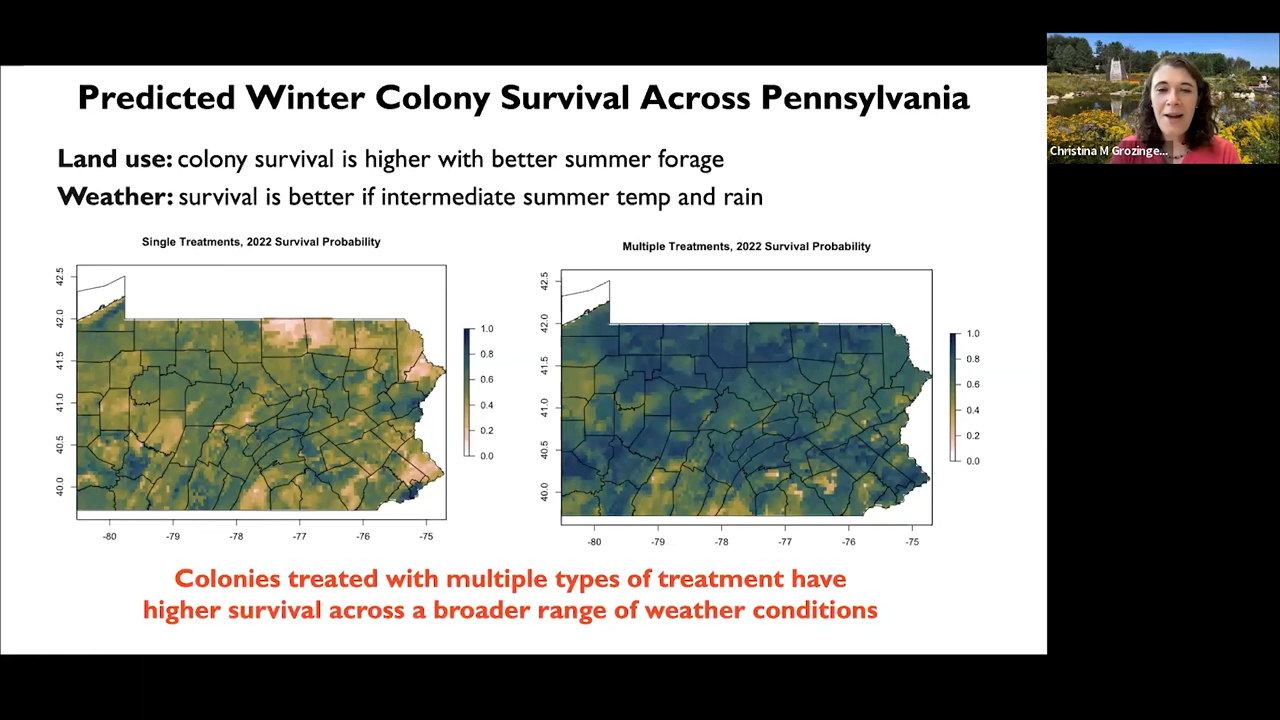 Predicted Winter Colony Survival Across Pennsylvania
Land use: colony survival is higher with better summer forage
Weather: survival is better if intermediate summer temp and rain
Single Treatments, 2022 Survival Probability
42.5
42.0
41.5
41.0
40.5
40.0
-80 -79 -78 -77 -76 -75
1.0
0.8
0.6
0.4
0.2
0.0
Multiple Treatments, 2022 Survival Probability
42.5
42.0
41.5
41.0
40.5
40.0
-80 -79 -78 -77 -76 -75
1.0
0.8
0.6
0.4
0.2
0.0
Colonies treated with multiple types of treatment have
higher survival across a broader range of weather conditions
Christina M Grozinge...